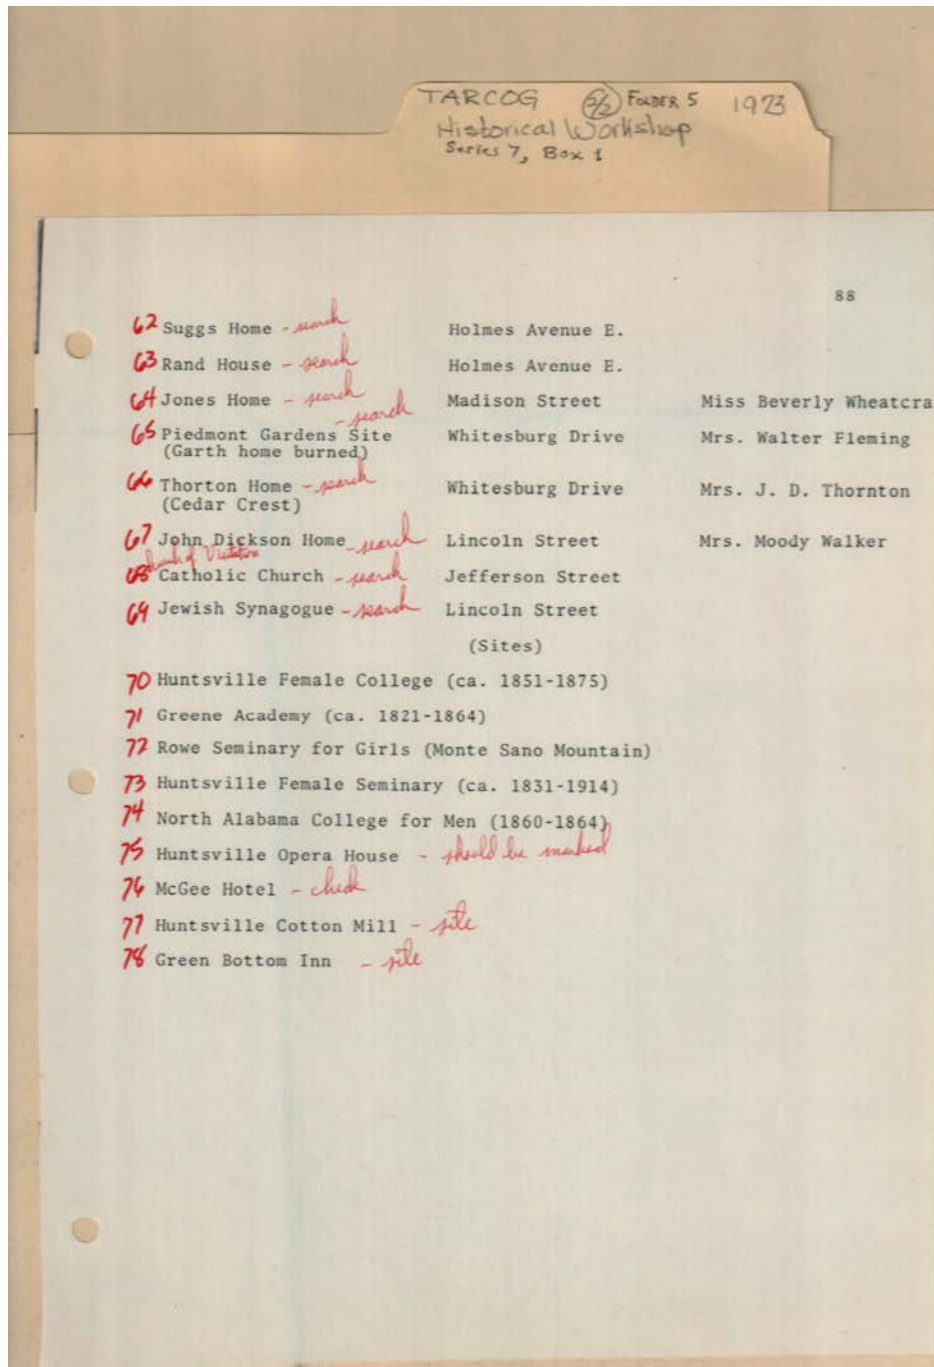 TARCOG 2/2 FOLDER 5 1973
Historical Workshop
Series 7, Box 1
88
62 Suggs Home - search Holmes Avenue E.
63 Rand House - search Holmes Avenue E.
64 Jones Home - search Madison Street Miss Beverly Wheatcra
- search
65 Piedmont Gardens Site Whitesburg Drive Mrs. Walter Fleming
(Garth home burned)
66 Thorton Home - search Whitesburg Drive Mrs. J. D. Thornton
(Cedar Crest)
67 John Dickson Home - search Lincoln Street Mrs. Moody Walker
Church of Visitation
68 Catholic Church - search Jefferson Street
69 Jewish Synagogue - search Lincoln Street
(Sites)
70 Huntsville Female College (ca. 1851-1875)
71 Greene Academy (ca. 1821-1864)
72 Rowe Seminary for Girls (Monte Sano Mountain)
73 Huntsville Female Seminary (ca. 1831-1914)
74 North Alabama College for Men (1860-1864)
75 Huntsville Opera House - should be marked
76 McGee Hotel - check
77 Huntsville Cotton Mill - site
78 Green Bottom Inn - site